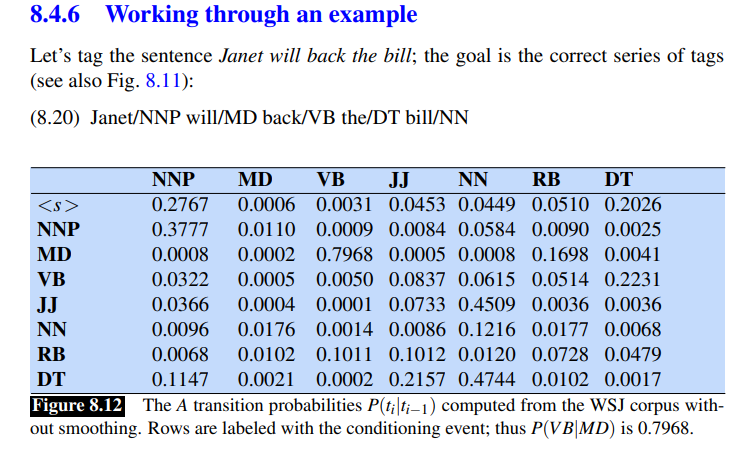 8.4.6 Working through an example
Let's tag the sentence Janet will back the bill; the goal is the correct series of tags
(see also Fig. 8.11):
(8.20) Janet/NNP will/MD back/VB the/DT bill/NN
NNP MD VB JJ NN RB DT
<s> 0.2767 0.0006 0.0031 0.0453 0.0449 0.0510 0.2026
NNP 0.3777 0.0110 0.0009 0.0084 0.0584 0.0090 0.0025
MD 0.0008 0.0002 0.7968 0.0005 0.0008 0.1698 0.0041
VB 0.0322 0.0005 0.0050 0.0837 0.0615 0.0514 0.2231
JJ 0.0366 0.0004 0.0001 0.0733 0.4509 0.0036 0.0036
NN 0.0096 0.0176 0.0014 0.0086 0.1216 0.0177 0.0068
RB 0.0068 0.0102 0.1011 0.1012 0.0120 0.0728 0.0479
DT 0.1147 0.0021 0.0002 0.2157 0.4744 0.0102 0.0017
Figure 8.12 The A transition probabilities P(tᵢ|tᵢ₋₁) computed from the WSJ corpus with-
out smoothing. Rows are labeled with the conditioning event; thus P(VB|MD) is 0.7968.